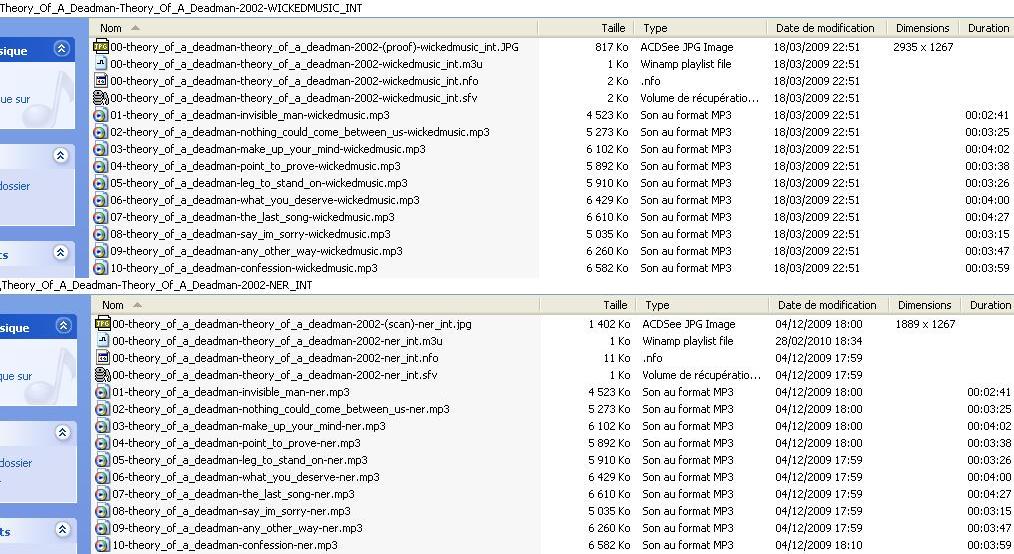 Theory_Of_A_Deadman-Theory_Of_A_Deadman-2002-WICKEDMUSIC_INT
Nom Taille Type Date de modification Dimensions Duration
sique
que sur
dossier
ts
00-theory_of_a_deadman-theory_of_a_deadman-2002-(proof)-wickedmusic_int.JPG 817 Ko ACDSee JPG Image 18/03/2009 22:51 2935 x 1267
00-theory_of_a_deadman-theory_of_a_deadman-2002-wickedmusic_int.m3u 1 Ko Winamp playlist file 18/03/2009 22:51
00-theory_of_a_deadman-theory_of_a_deadman-2002-wickedmusic_int.nfo 2 Ko .nfo 18/03/2009 22:51
00-theory_of_a_deadman-theory_of_a_deadman-2002-wickedmusic_int.sfv 2 Ko Volume de récupératio... 18/03/2009 22:51
01-theory_of_a_deadman-invisible_man-wickedmusic.mp3 4 523 Ko Son au format MP3 18/03/2009 22:51 00:02:41
02-theory_of_a_deadman-nothing_could_come_between_us-wickedmusic.mp3 5 273 Ko Son au format MP3 18/03/2009 22:51 00:03:25
03-theory_of_a_deadman-make_up_your_mind-wickedmusic.mp3 6 102 Ko Son au format MP3 18/03/2009 22:51 00:04:02
04-theory_of_a_deadman-point_to_prove-wickedmusic.mp3 5 892 Ko Son au format MP3 18/03/2009 22:51 00:03:38
05-theory_of_a_deadman-leg_to_stand_on-wickedmusic.mp3 5 910 Ko Son au format MP3 18/03/2009 22:51 00:03:26
06-theory_of_a_deadman-what_you_deserve-wickedmusic.mp3 6 429 Ko Son au format MP3 18/03/2009 22:51 00:04:00
07-theory_of_a_deadman-the_last_song-wickedmusic.mp3 6 610 Ko Son au format MP3 18/03/2009 22:51 00:04:27
08-theory_of_a_deadman-say_im_sorry-wickedmusic.mp3 5 035 Ko Son au format MP3 18/03/2009 22:51 00:03:15
09-theory_of_a_deadman-any_other_way-wickedmusic.mp3 6 260 Ko Son au format MP3 18/03/2009 22:51 00:03:47
10-theory_of_a_deadman-confession-wickedmusic.mp3 6 582 Ko Son au format MP3 18/03/2009 22:51 00:03:59
Theory_Of_A_Deadman-Theory_Of_A_Deadman-2002-NER_INT
Nom Taille Type Date de modification Dimensions Duration
sique
que sur
dossier
ts
00-theory_of_a_deadman-theory_of_a_deadman-2002-(scan)-ner_int.jpg 1 402 Ko ACDSee JPG Image 04/12/2009 18:00 1889 x 1267
00-theory_of_a_deadman-theory_of_a_deadman-2002-ner_int.m3u 1 Ko Winamp playlist file 28/02/2010 18:34
00-theory_of_a_deadman-theory_of_a_deadman-2002-ner_int.nfo 11 Ko .nfo 04/12/2009 17:59
00-theory_of_a_deadman-theory_of_a_deadman-2002-ner_int.sfv 1 Ko Volume de récupératio... 04/12/2009 17:59
01-theory_of_a_deadman-invisible_man-ner.mp3 4 523 Ko Son au format MP3 04/12/2009 18:00 00:02:41
02-theory_of_a_deadman-nothing_could_come_between_us-ner.mp3 5 273 Ko Son au format MP3 04/12/2009 18:00 00:03:25
03-theory_of_a_deadman-make_up_your_mind-ner.mp3 6 102 Ko Son au format MP3 04/12/2009 18:00 00:04:02
04-theory_of_a_deadman-point_to_prove-ner.mp3 5 892 Ko Son au format MP3 04/12/2009 18:00 00:03:38
05-theory_of_a_deadman-leg_to_stand_on-ner.mp3 5 910 Ko Son au format MP3 04/12/2009 17:59 00:03:26
06-theory_of_a_deadman-what_you_deserve-ner.mp3 6 429 Ko Son au format MP3 04/12/2009 17:59 00:04:00
07-theory_of_a_deadman-the_last_song-ner.mp3 6 610 Ko Son au format MP3 04/12/2009 17:59 00:04:27
08-theory_of_a_deadman-say_im_sorry-ner.mp3 5 035 Ko Son au format MP3 04/12/2009 17:59 00:03:15
09-theory_of_a_deadman-any_other_way-ner.mp3 6 260 Ko Son au format MP3 04/12/2009 17:59 00:03:47
10-theory_of_a_deadman-confession-ner.mp3 6 582 Ko Son au format MP3 04/12/2009 18:10 00:03:59